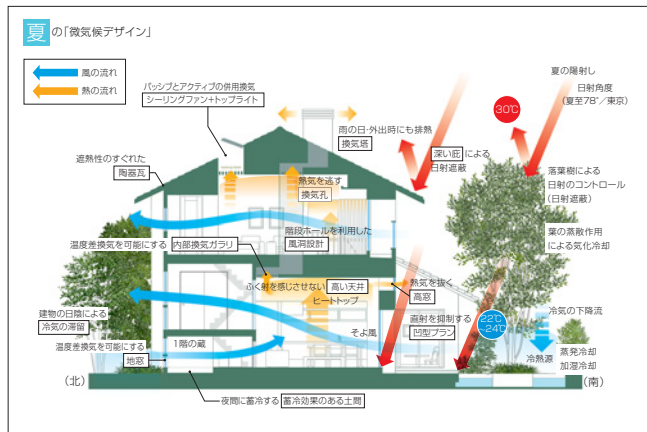 夏の「微気候デザイン」
風の流れ
熱の流れ
パッシブとアクティブの併用換気
シーリングファン+トップライト
夏の陽射し
日射角度
(夏至78°/東京)
30℃
雨の日・外出時にも排熱
換気塔
深い庇による
日射遮蔽
遮熱性のすぐれた
陶器瓦
熱気を逃す
換気孔
落葉樹による
日射のコントロール
(日射遮蔽)
階段ホールを利用した
風洞設計
葉の蒸散作用
による気化冷却
温度差換気を可能にする 内部換気ガラリ
ふく射を感じさせない 高い天井
ヒートトップ
熱気を抜く
高窓
建物の日陰による
冷気の滞留
直射を抑制する
凹型プラン
22℃
〜24℃
冷気の下降流
そよ風
温度差換気を可能にする
地窓
1階の蔵
冷熱源
蒸発冷却
加湿冷却
(北)
(南)
夜間に蓄冷する 蓄冷効果のある土間